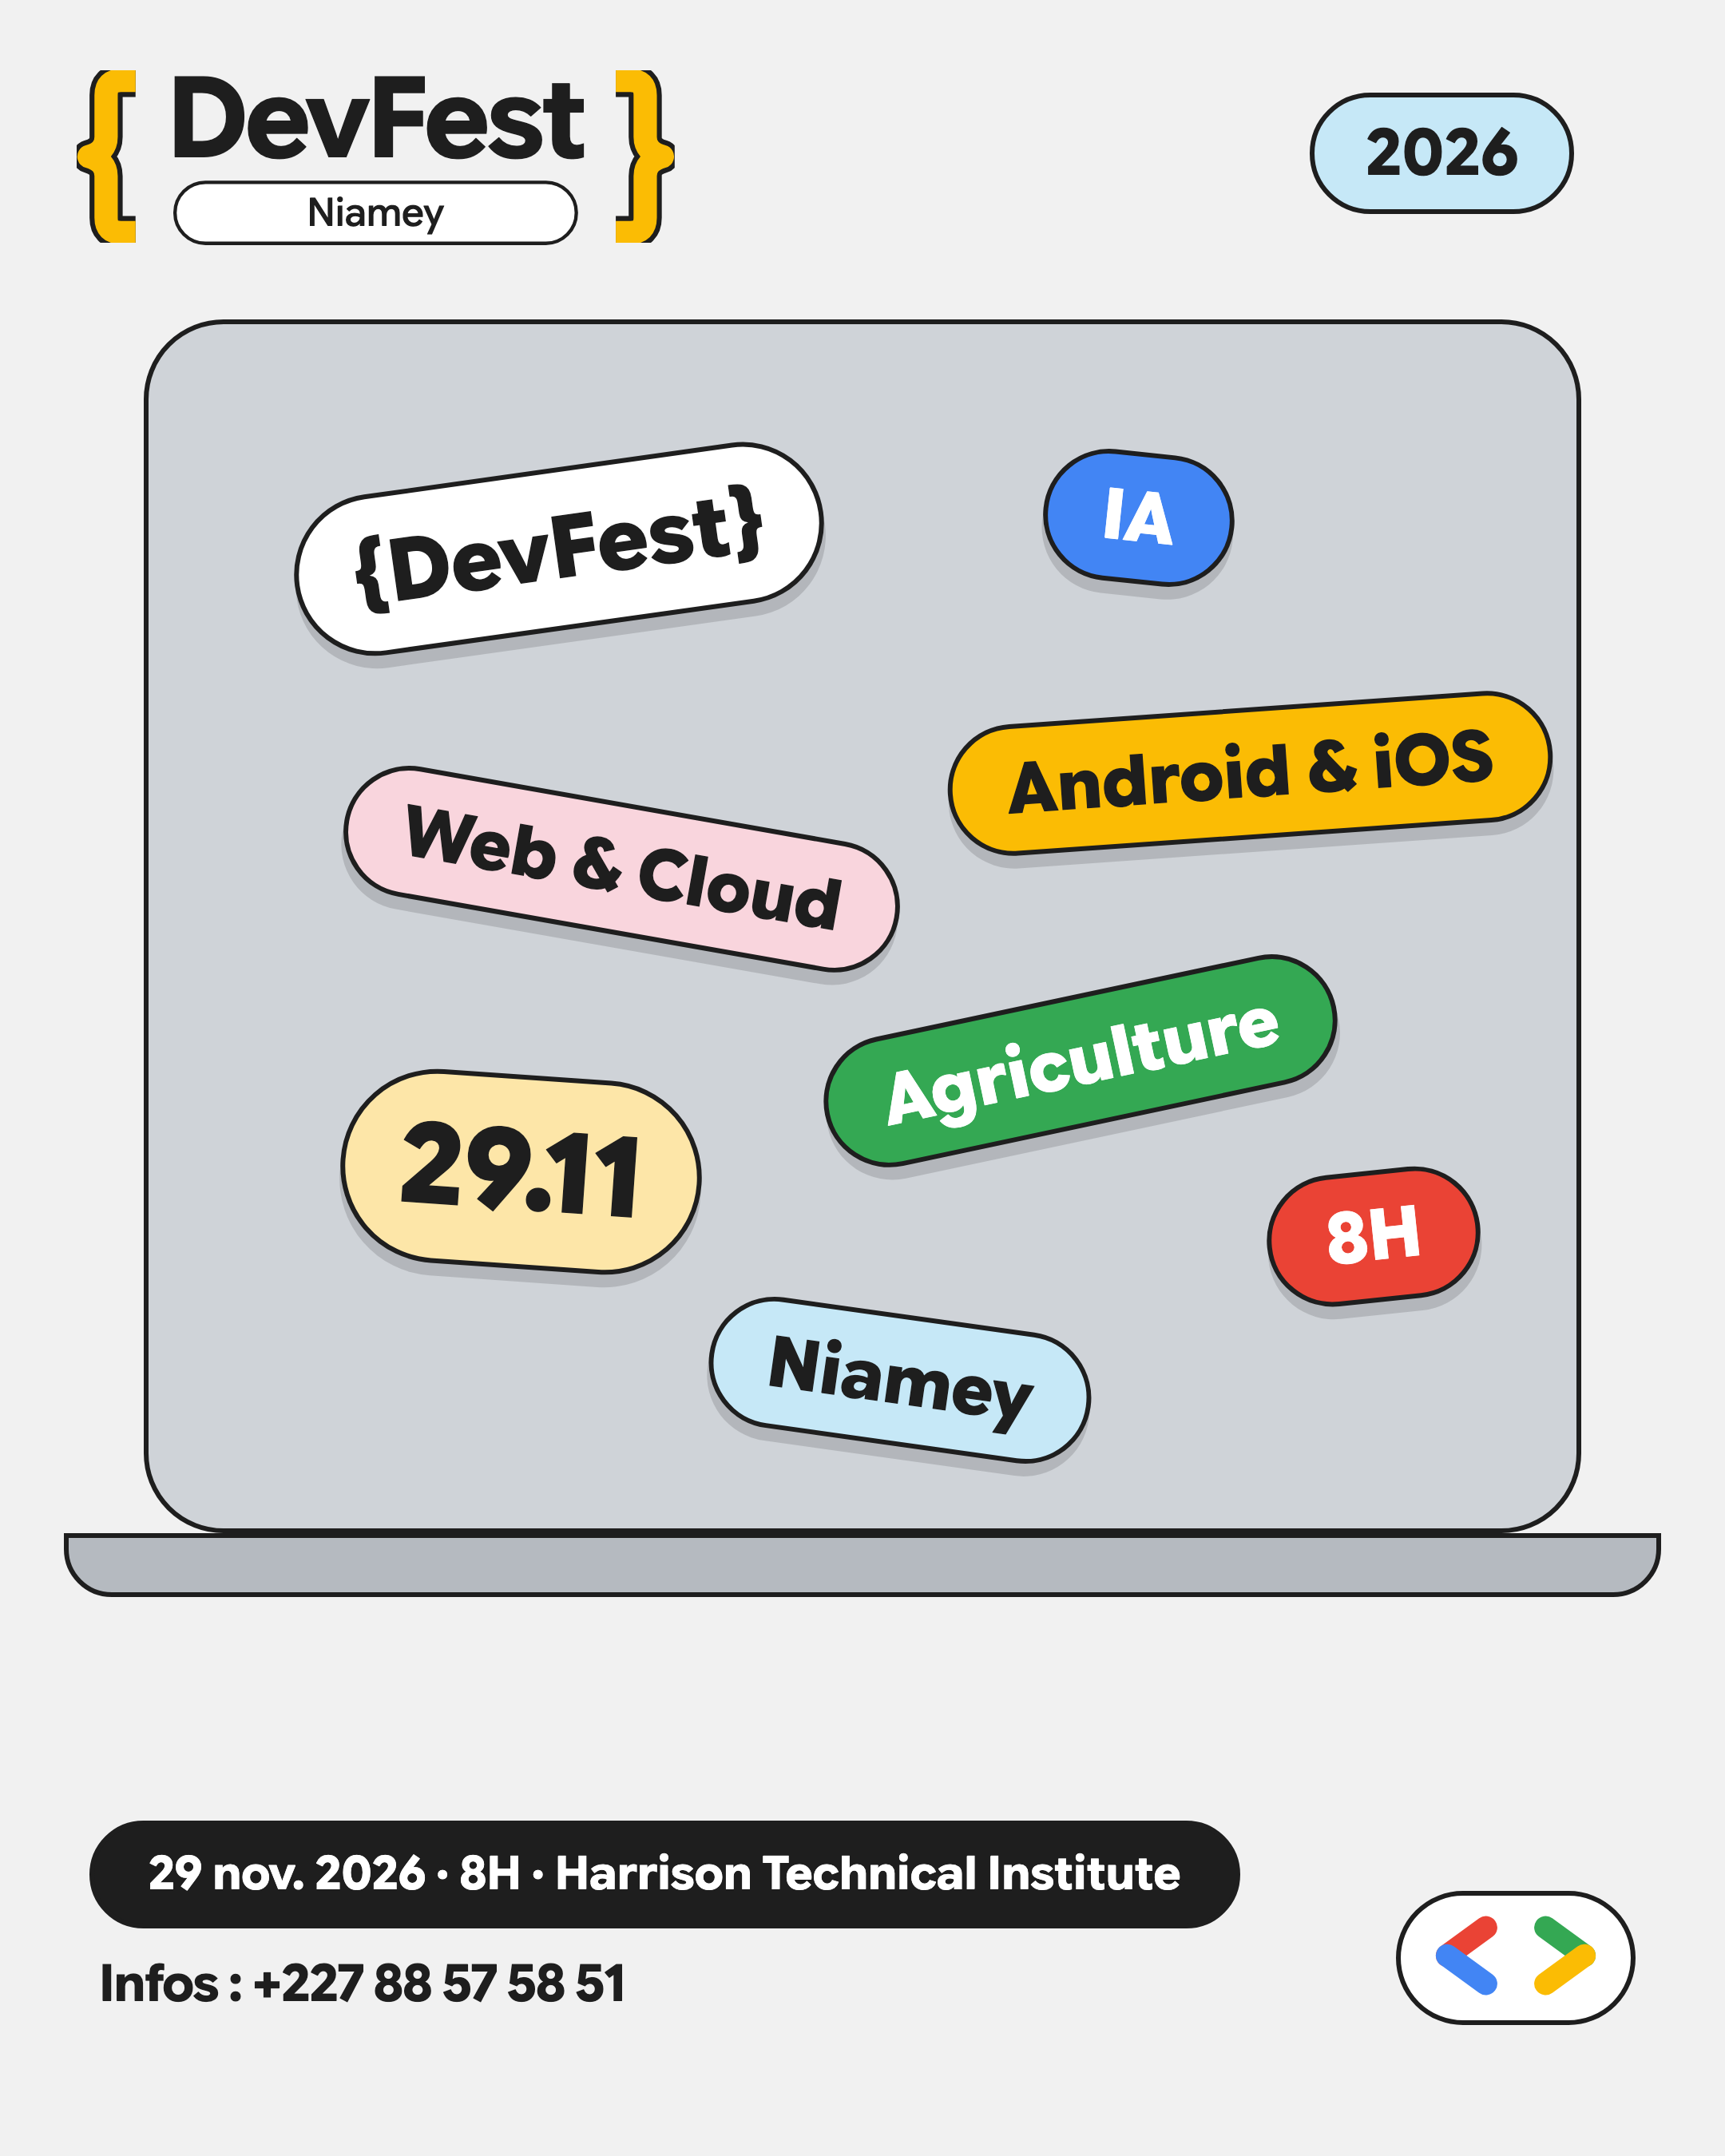 DevFest
Niamey
2026
{DevFest}
IA
Android & iOS
Web & Cloud
Agriculture
29.11
8H
Niamey
29 nov. 2026 · 8H · Harrison Technical Institute
Infos : +227 88 57 58 51